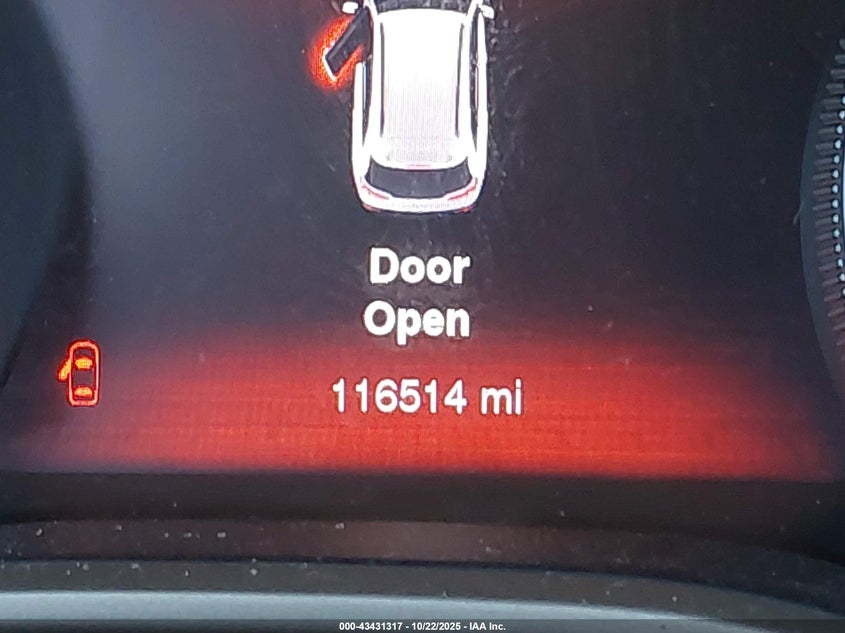 Door
Open
116514 mi
000-43431317 - 10/22/2025 - IAA Inc.